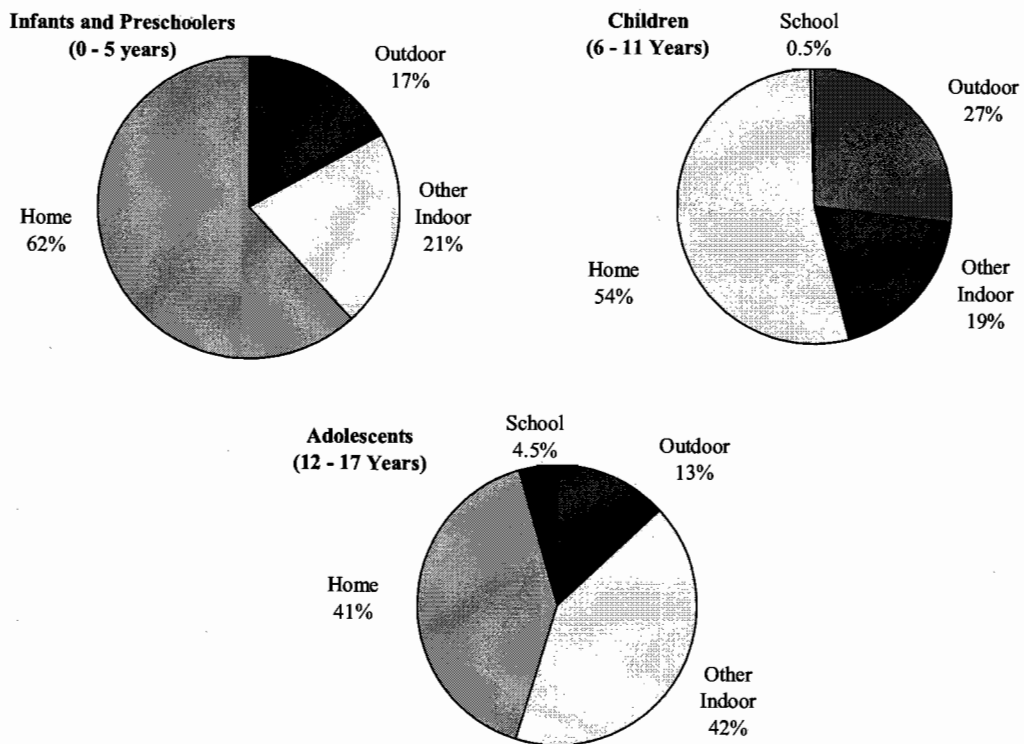 Infants and Preschoolers
(0 - 5 years)
Outdoor
17%
Other
Indoor
21%
Home
62%
Children
(6 - 11 Years)
School
0.5%
Outdoor
27%
Other
Indoor
19%
Home
54%
Adolescents
(12 - 17 Years)
School
4.5%
Outdoor
13%
Other
Indoor
42%
Home
41%